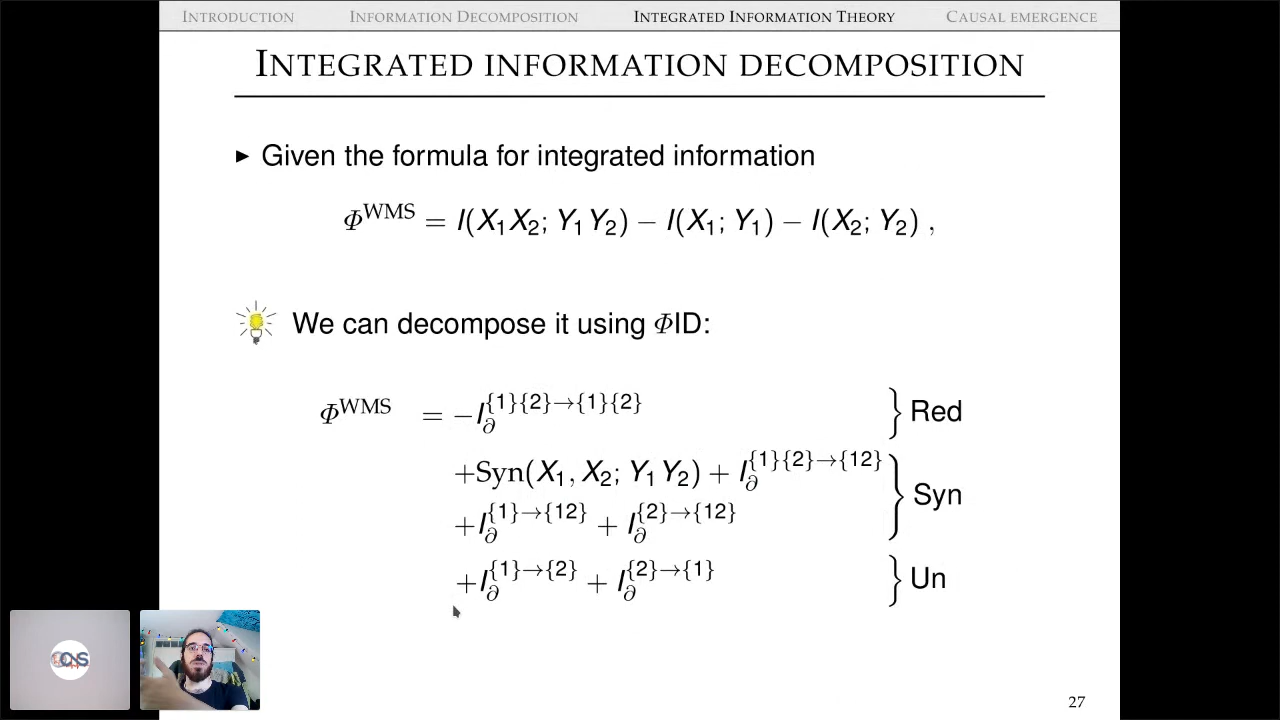 INTRODUCTION INFORMATION DECOMPOSITION INTEGRATED INFORMATION THEORY CAUSAL EMERGENCE
INTEGRATED INFORMATION DECOMPOSITION
▶ Given the formula for integrated information
Φ^WMS = I(X₁X₂; Y₁Y₂) − I(X₁; Y₁) − I(X₂; Y₂) ,
We can decompose it using ΦID:
Φ^WMS = −I_∂^{1}{2}→{1}{2} } Red
+Syn(X₁, X₂; Y₁Y₂) + I_∂^{1}{2}→{12}
+I_∂^{1}→{12} + I_∂^{2}→{12} } Syn
+I_∂^{1}→{2} + I_∂^{2}→{1} } Un
27